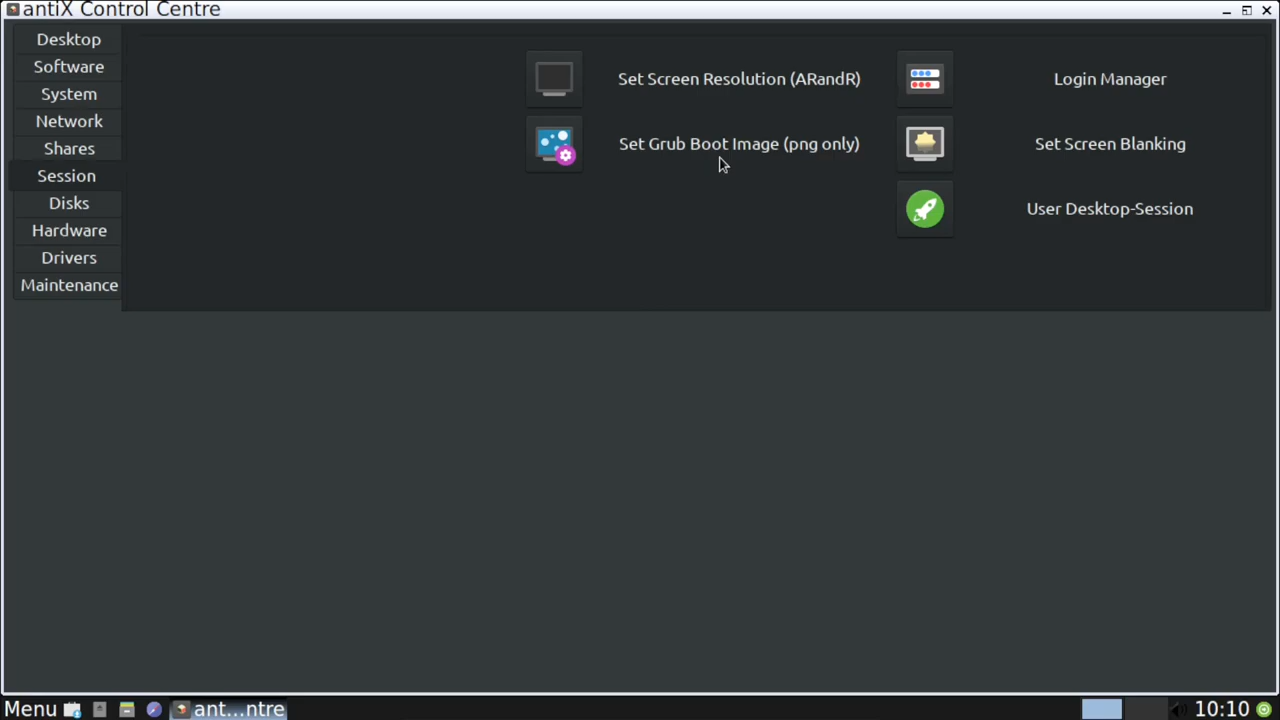 antiX Control Centre
Desktop
Software
System
Network
Shares
Session
Disks
Hardware
Drivers
Maintenance
Set Screen Resolution (ARandR)
Login Manager
Set Grub Boot Image (png only)
Set Screen Blanking
User Desktop-Session
Menu
ant...ntre
10:10